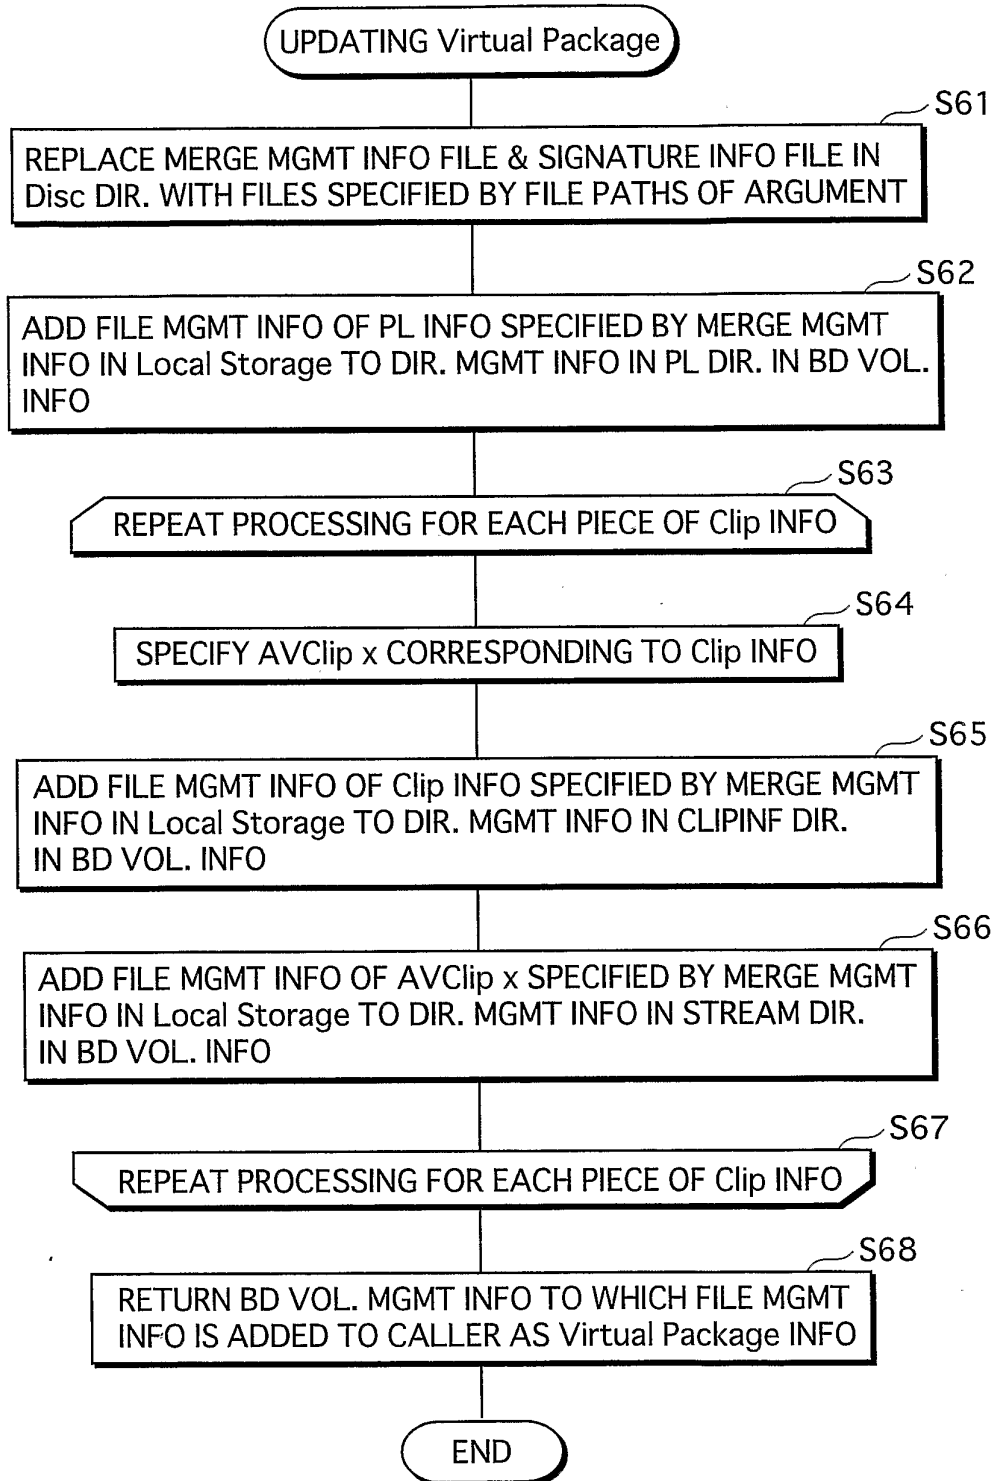 UPDATING Virtual Package
S61
REPLACE MERGE MGMT INFO FILE & SIGNATURE INFO FILE IN
Disc DIR. WITH FILES SPECIFIED BY FILE PATHS OF ARGUMENT
S62
ADD FILE MGMT INFO OF PL INFO SPECIFIED BY MERGE MGMT
INFO IN Local Storage TO DIR. MGMT INFO IN PL DIR. IN BD VOL.
INFO
S63
REPEAT PROCESSING FOR EACH PIECE OF Clip INFO
S64
SPECIFY AVClip x CORRESPONDING TO Clip INFO
S65
ADD FILE MGMT INFO OF Clip INFO SPECIFIED BY MERGE MGMT
INFO IN Local Storage TO DIR. MGMT INFO IN CLIPINF DIR.
IN BD VOL. INFO
S66
ADD FILE MGMT INFO OF AVClip x SPECIFIED BY MERGE MGMT
INFO IN Local Storage TO DIR. MGMT INFO IN STREAM DIR.
IN BD VOL. INFO
S67
REPEAT PROCESSING FOR EACH PIECE OF Clip INFO
S68
RETURN BD VOL. MGMT INFO TO WHICH FILE MGMT
INFO IS ADDED TO CALLER AS Virtual Package INFO
END